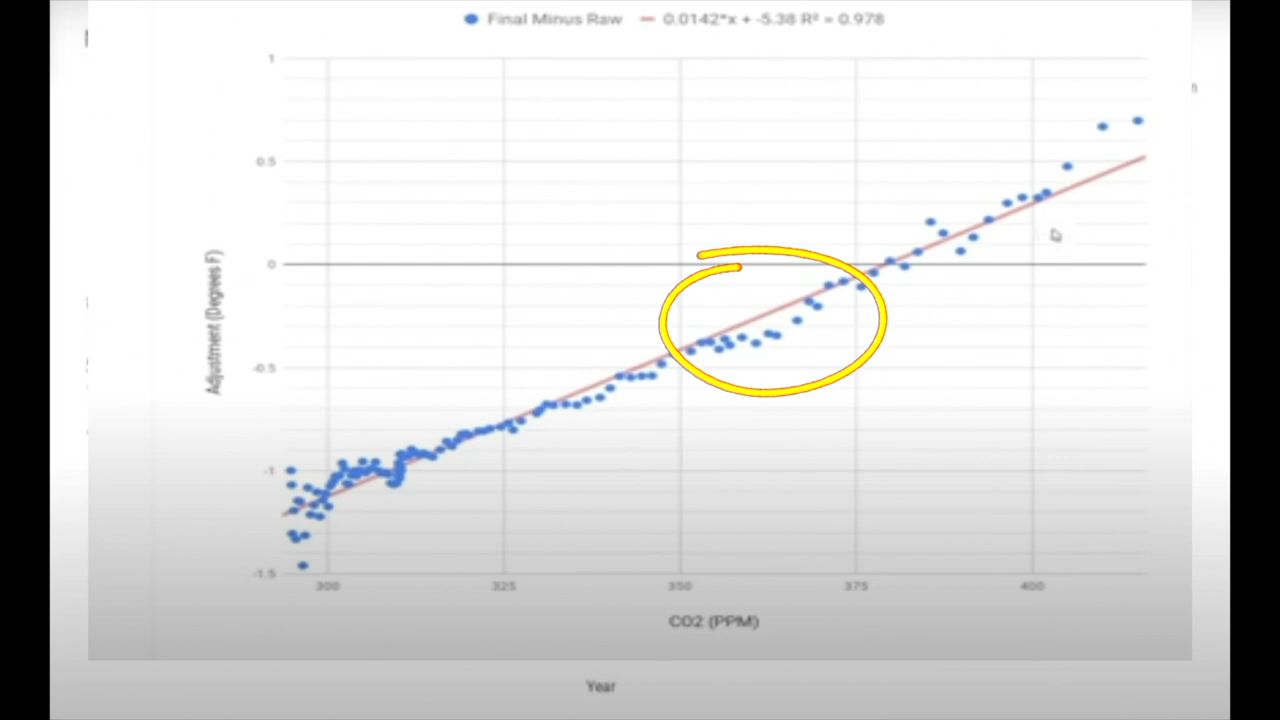 Final Minus Raw 0.0142*x + -5.38 R² = 0.978
1
0.5
0
-0.5
-1
-1.5
Adjustment (Degrees F)
300 325 350 375 400
CO2 (PPM)
Year